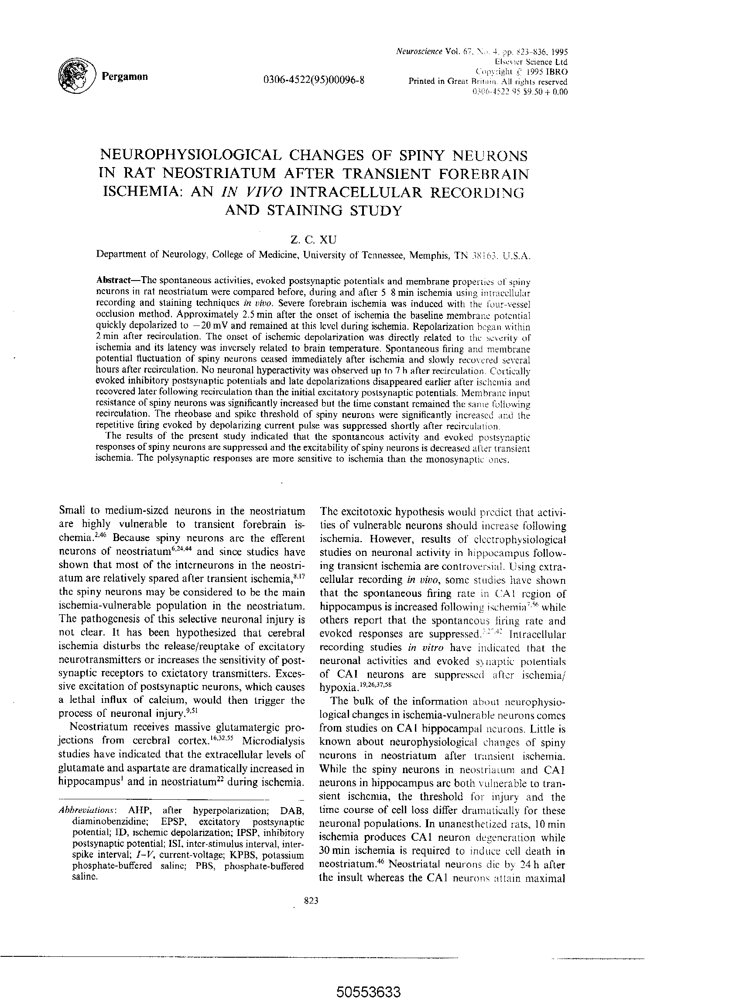 Neuroscience Vol. 67, No. 4, pp. 823–836, 1995
Elsevier Science Ltd
Copyright © 1995 IBRO
Printed in Great Britain. All rights reserved
0306-4522 95 $9.50 + 0.00
Pergamon
0306-4522(95)00096-8
NEUROPHYSIOLOGICAL CHANGES OF SPINY NEURONS
IN RAT NEOSTRIATUM AFTER TRANSIENT FOREBRAIN
ISCHEMIA: AN IN VIVO INTRACELLULAR RECORDING
AND STAINING STUDY
Z. C. XU
Department of Neurology, College of Medicine, University of Tennessee, Memphis, TN 38163, U.S.A.
Abstract—The spontaneous activities, evoked postsynaptic potentials and membrane properties of spiny
neurons in rat neostriatum were compared before, during and after 5 8 min ischemia using intracellular
recording and staining techniques in vivo. Severe forebrain ischemia was induced with the four-vessel
occlusion method. Approximately 2.5 min after the onset of ischemia the baseline membrane potential
quickly depolarized to −20 mV and remained at this level during ischemia. Repolarization began within
2 min after recirculation. The onset of ischemic depolarization was directly related to the severity of
ischemia and its latency was inversely related to brain temperature. Spontaneous firing and membrane
potential fluctuation of spiny neurons ceased immediately after ischemia and slowly recovered several
hours after recirculation. No neuronal hyperactivity was observed up to 7 h after recirculation. Cortically
evoked inhibitory postsynaptic potentials and late depolarizations disappeared earlier after ischemia and
recovered later following recirculation than the initial excitatory postsynaptic potentials. Membrane input
resistance of spiny neurons was significantly increased but the time constant remained the same following
recirculation. The rheobase and spike threshold of spiny neurons were significantly increased and the
repetitive firing evoked by depolarizing current pulse was suppressed shortly after recirculation.
The results of the present study indicated that the spontaneous activity and evoked postsynaptic
responses of spiny neurons are suppressed and the excitability of spiny neurons is decreased after transient
ischemia. The polysynaptic responses are more sensitive to ischemia than the monosynaptic ones.
Small to medium-sized neurons in the neostriatum
are highly vulnerable to transient forebrain is-
chemia.2,46 Because spiny neurons are the efferent
neurons of neostriatum6,24,44 and since studies have
shown that most of the interneurons in the neostri-
atum are relatively spared after transient ischemia,8,17
the spiny neurons may be considered to be the main
ischemia-vulnerable population in the neostriatum.
The pathogenesis of this selective neuronal injury is
not clear. It has been hypothesized that cerebral
ischemia disturbs the release/reuptake of excitatory
neurotransmitters or increases the sensitivity of post-
synaptic receptors to exictatory transmitters. Exces-
sive excitation of postsynaptic neurons, which causes
a lethal influx of calcium, would then trigger the
process of neuronal injury.9,51
Neostriatum receives massive glutamatergic pro-
jections from cerebral cortex.16,32,55 Microdialysis
studies have indicated that the extracellular levels of
glutamate and aspartate are dramatically increased in
hippocampus1 and in neostriatum22 during ischemia.
Abbreviations: AHP, after hyperpolarization; DAB,
diaminobenzidine; EPSP, excitatory postsynaptic
potential; ID, ischemic depolarization; IPSP, inhibitory
postsynaptic potential; ISI, inter-stimulus interval, inter-
spike interval; I–V, current-voltage; KPBS, potassium
phosphate-buffered saline; PBS, phosphate-buffered
saline.
The excitotoxic hypothesis would predict that activi-
ties of vulnerable neurons should increase following
ischemia. However, results of electrophysiological
studies on neuronal activity in hippocampus follow-
ing transient ischemia are controversial. Using extra-
cellular recording in vivo, some studies have shown
that the spontaneous firing rate in CA1 region of
hippocampus is increased following ischemia7,56 while
others report that the spontaneous firing rate and
evoked responses are suppressed. Intracellular
recording studies in vitro have indicated that the
neuronal activities and evoked synaptic potentials
of CA1 neurons are suppressed after ischemia/
hypoxia.19,26,37,58
The bulk of the information about neurophysio-
logical changes in ischemia-vulnerable neurons comes
from studies on CA1 hippocampal neurons. Little is
known about neurophysiological changes of spiny
neurons in neostriatum after transient ischemia.
While the spiny neurons in neostriatum and CA1
neurons in hippocampus are both vulnerable to tran-
sient ischemia, the threshold for injury and the
time course of cell loss differ dramatically for these
neuronal populations. In unanesthetized rats, 10 min
ischemia produces CA1 neuron degeneration while
30 min ischemia is required to induce cell death in
neostriatum.46 Neostriatal neurons die by 24 h after
the insult whereas the CA1 neurons attain maximal
823
50553633